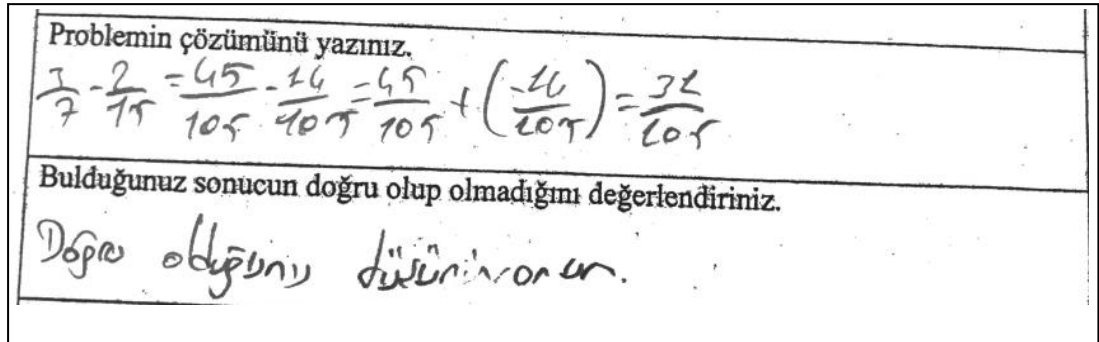 Problemin çözümünü yazınız.
3/7 - 2/15 = 45/105 - 14/105 = 45/105 + (-14/105) = 31/105
Bulduğunuz sonucun doğru olup olmadığını değerlendiriniz.
Doğru olduğunu düşünüyorum.